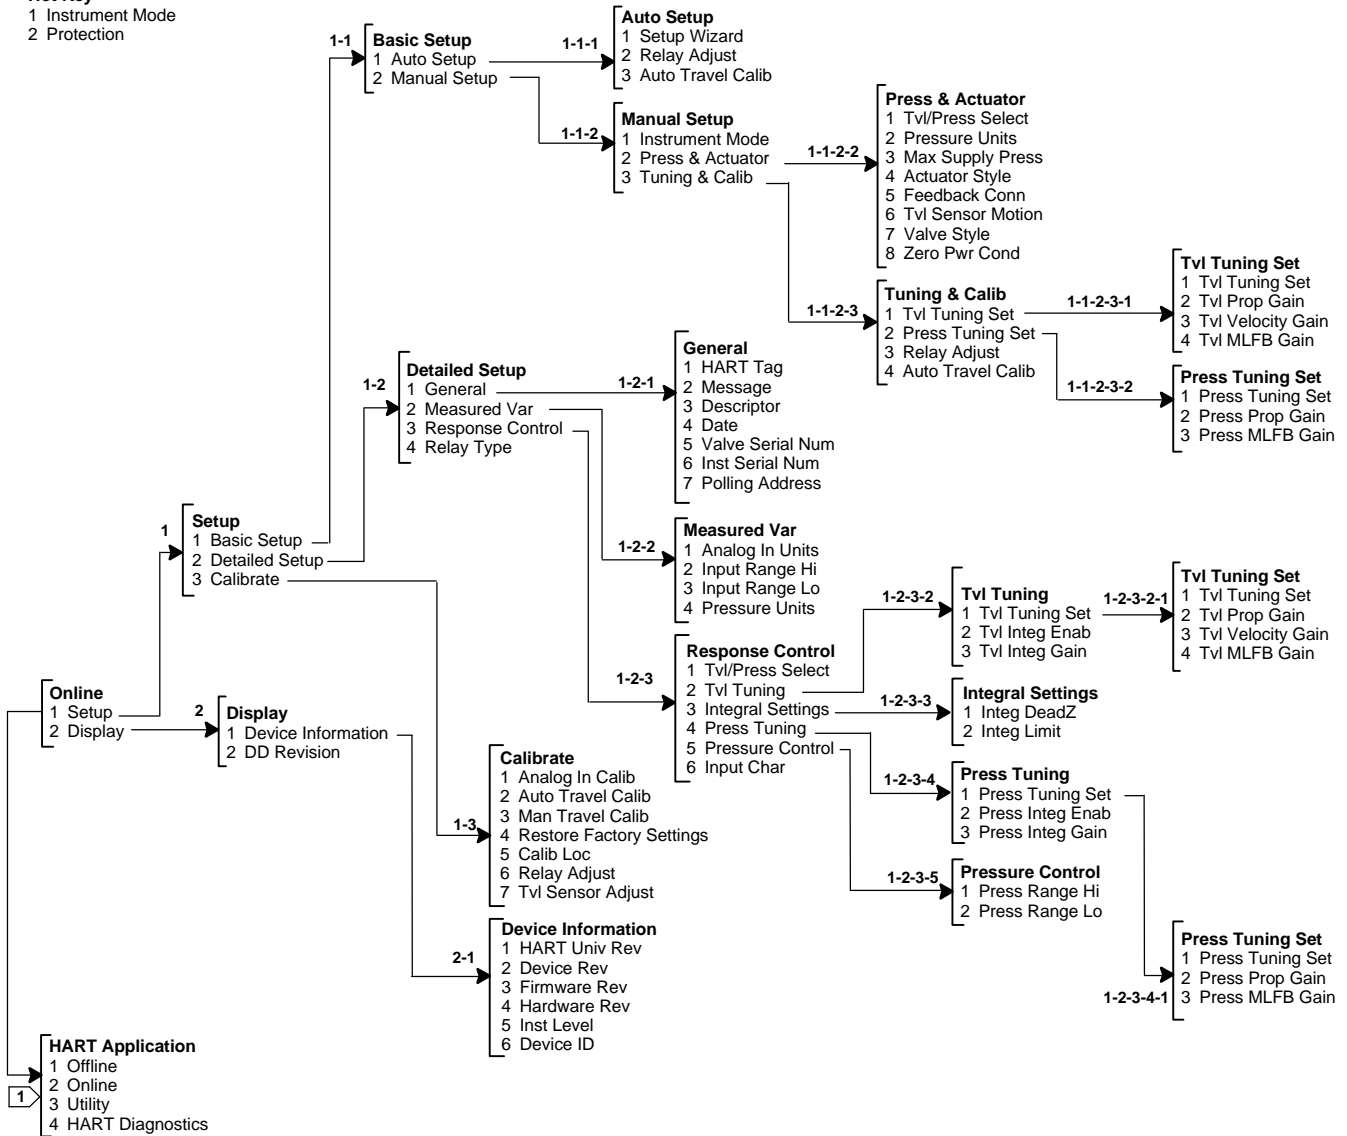 Hot Key
1 Instrument Mode
2 Protection
1-1
Basic Setup
1 Auto Setup
2 Manual Setup
1-1-1
Auto Setup
1 Setup Wizard
2 Relay Adjust
3 Auto Travel Calib
1-1-2
Manual Setup
1 Instrument Mode
2 Press & Actuator
3 Tuning & Calib
1-1-2-2
Press & Actuator
1 Tvl/Press Select
2 Pressure Units
3 Max Supply Press
4 Actuator Style
5 Feedback Conn
6 Tvl Sensor Motion
7 Valve Style
8 Zero Pwr Cond
1-1-2-3
Tuning & Calib
1 Tvl Tuning Set
2 Press Tuning Set
3 Relay Adjust
4 Auto Travel Calib
1-1-2-3-1
Tvl Tuning Set
1 Tvl Tuning Set
2 Tvl Prop Gain
3 Tvl Velocity Gain
4 Tvl MLFB Gain
1-1-2-3-2
Press Tuning Set
1 Press Tuning Set
2 Press Prop Gain
3 Press MLFB Gain
1-2
Detailed Setup
1 General
2 Measured Var
3 Response Control
4 Relay Type
1-2-1
General
1 HART Tag
2 Message
3 Descriptor
4 Date
5 Valve Serial Num
6 Inst Serial Num
7 Polling Address
1-2-2
Measured Var
1 Analog In Units
2 Input Range Hi
3 Input Range Lo
4 Pressure Units
1-2-3
Response Control
1 Tvl/Press Select
2 Tvl Tuning
3 Integral Settings
4 Press Tuning
5 Pressure Control
6 Input Char
1-2-3-2
Tvl Tuning
1 Tvl Tuning Set
2 Tvl Integ Enab
3 Tvl Integ Gain
1-2-3-2-1
Tvl Tuning Set
1 Tvl Tuning Set
2 Tvl Prop Gain
3 Tvl Velocity Gain
4 Tvl MLFB Gain
1-2-3-3
Integral Settings
1 Integ DeadZ
2 Integ Limit
1-2-3-4
Press Tuning
1 Press Tuning Set
2 Press Integ Enab
3 Press Integ Gain
1-2-3-5
Pressure Control
1 Press Range Hi
2 Press Range Lo
1-2-3-4-1
Press Tuning Set
1 Press Tuning Set
2 Press Prop Gain
3 Press MLFB Gain
1
Setup
1 Basic Setup
2 Detailed Setup
3 Calibrate
Online
1 Setup
2 Display
2
Display
1 Device Information
2 DD Revision
1-3
Calibrate
1 Analog In Calib
2 Auto Travel Calib
3 Man Travel Calib
4 Restore Factory Settings
5 Calib Loc
6 Relay Adjust
7 Tvl Sensor Adjust
2-1
Device Information
1 HART Univ Rev
2 Device Rev
3 Firmware Rev
4 Hardware Rev
5 Inst Level
6 Device ID
HART Application
1 Offline
2 Online
3 Utility
4 HART Diagnostics
1